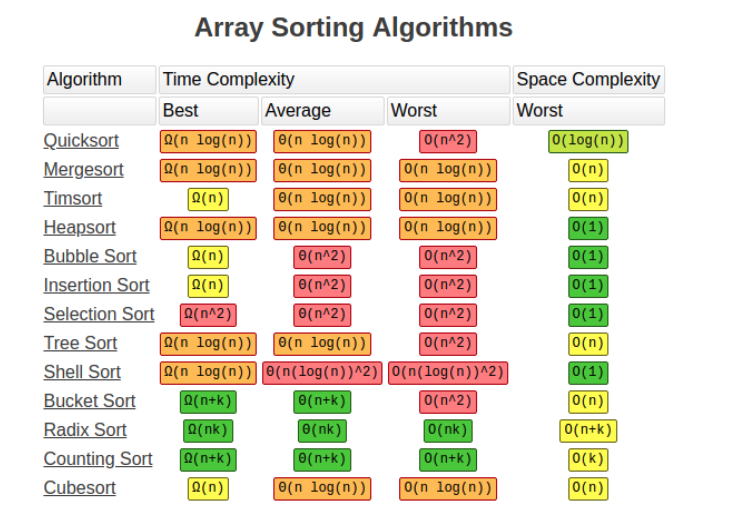 Array Sorting Algorithms
Algorithm Time Complexity Space Complexity
Best Average Worst Worst
Quicksort Ω(n log(n)) Θ(n log(n)) O(n^2) O(log(n))
Mergesort Ω(n log(n)) Θ(n log(n)) O(n log(n)) O(n)
Timsort Ω(n) Θ(n log(n)) O(n log(n)) O(n)
Heapsort Ω(n log(n)) Θ(n log(n)) O(n log(n)) O(1)
Bubble Sort Ω(n) Θ(n^2) O(n^2) O(1)
Insertion Sort Ω(n) Θ(n^2) O(n^2) O(1)
Selection Sort Ω(n^2) Θ(n^2) O(n^2) O(1)
Tree Sort Ω(n log(n)) Θ(n log(n)) O(n^2) O(n)
Shell Sort Ω(n log(n)) Θ(n(log(n))^2) O(n(log(n))^2) O(1)
Bucket Sort Ω(n+k) Θ(n+k) O(n^2) O(n)
Radix Sort Ω(nk) Θ(nk) O(nk) O(n+k)
Counting Sort Ω(n+k) Θ(n+k) O(n+k) O(k)
Cubesort Ω(n) Θ(n log(n)) O(n log(n)) O(n)